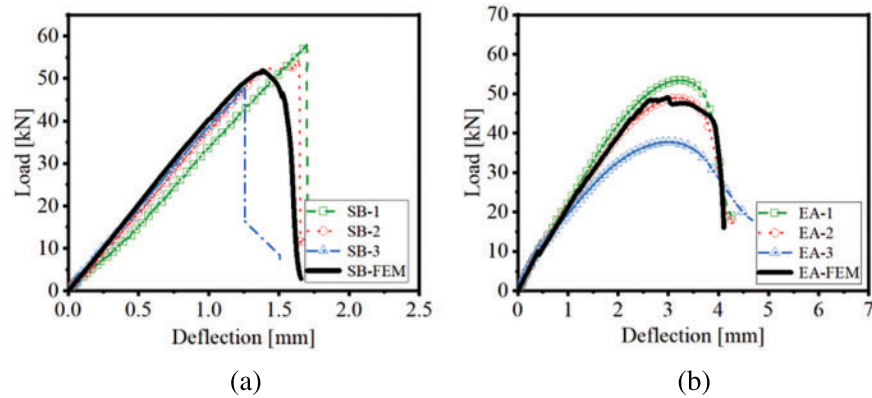 60
50
40
30
20
10
0
Load [kN]
SB-1
SB-2
SB-3
SB-FEM
0.0 0.5 1.0 1.5 2.0 2.5
Deflection [mm]
(a)
70
60
50
40
30
20
10
0
Load [kN]
EA-1
EA-2
EA-3
EA-FEM
0 1 2 3 4 5 6 7
Deflection [mm]
(b)